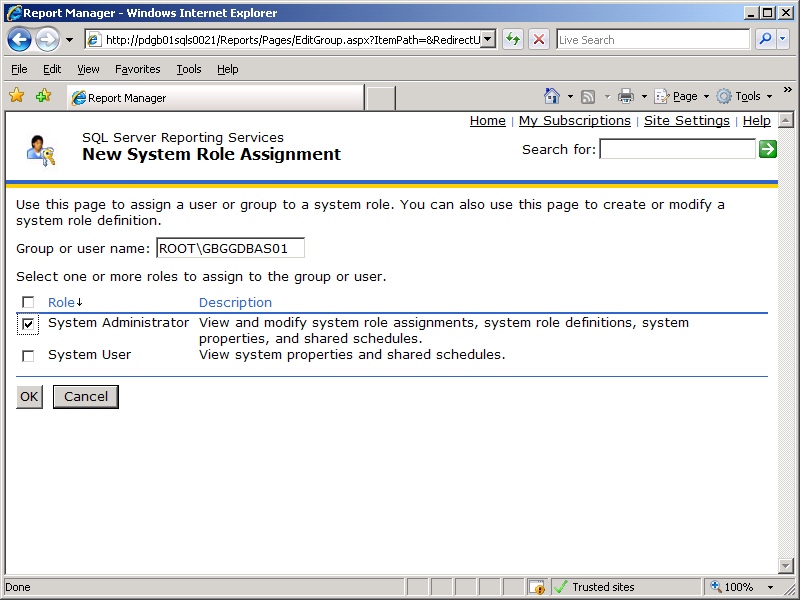 Report Manager - Windows Internet Explorer
http://pdgb01sqls0021/Reports/Pages/EditGroup.aspx?ItemPath=&RedirectU
Live Search
File Edit View Favorites Tools Help
Report Manager
Page Tools »
Home | My Subscriptions | Site Settings | Help
SQL Server Reporting Services
New System Role Assignment
Search for:
Use this page to assign a user or group to a system role. You can also use this page to create or modify a
system role definition.
Group or user name: ROOT\GBGGDBAS01
Select one or more roles to assign to the group or user.
Role↓ Description
System Administrator View and modify system role assignments, system role definitions, system
properties, and shared schedules.
System User View system properties and shared schedules.
OK Cancel
Done Trusted sites 100%